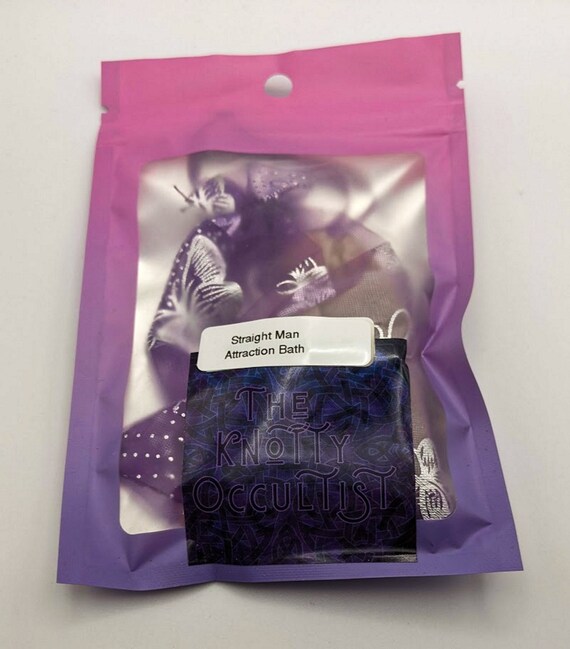 Straight Man
Attraction Bath
THE
KNOTTY
OCCULTIST